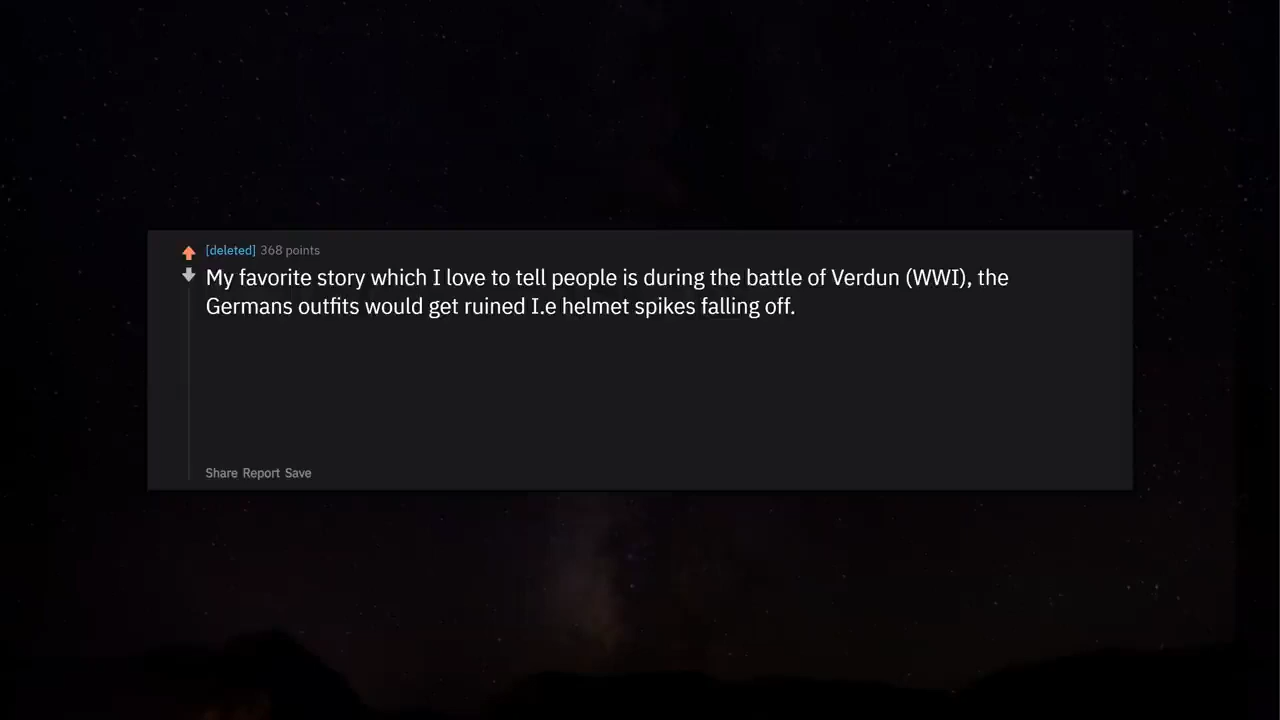 [deleted] 368 points
My favorite story which I love to tell people is during the battle of Verdun (WWI), the
Germans outfits would get ruined I.e helmet spikes falling off.
Share Report Save